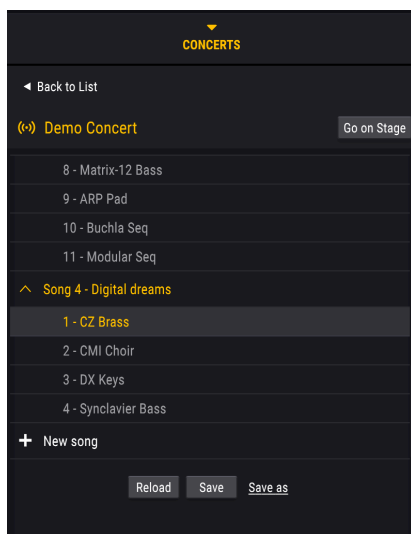 CONCERTS
Back to List
Demo Concert
Go on Stage
8 - Matrix-12 Bass
9 - ARP Pad
10 - Buchla Seq
11 - Modular Seq
Song 4 - Digital dreams
1 - CZ Brass
2 - CMI Choir
3 - DX Keys
4 - Synclavier Bass
New song
Reload Save Save as